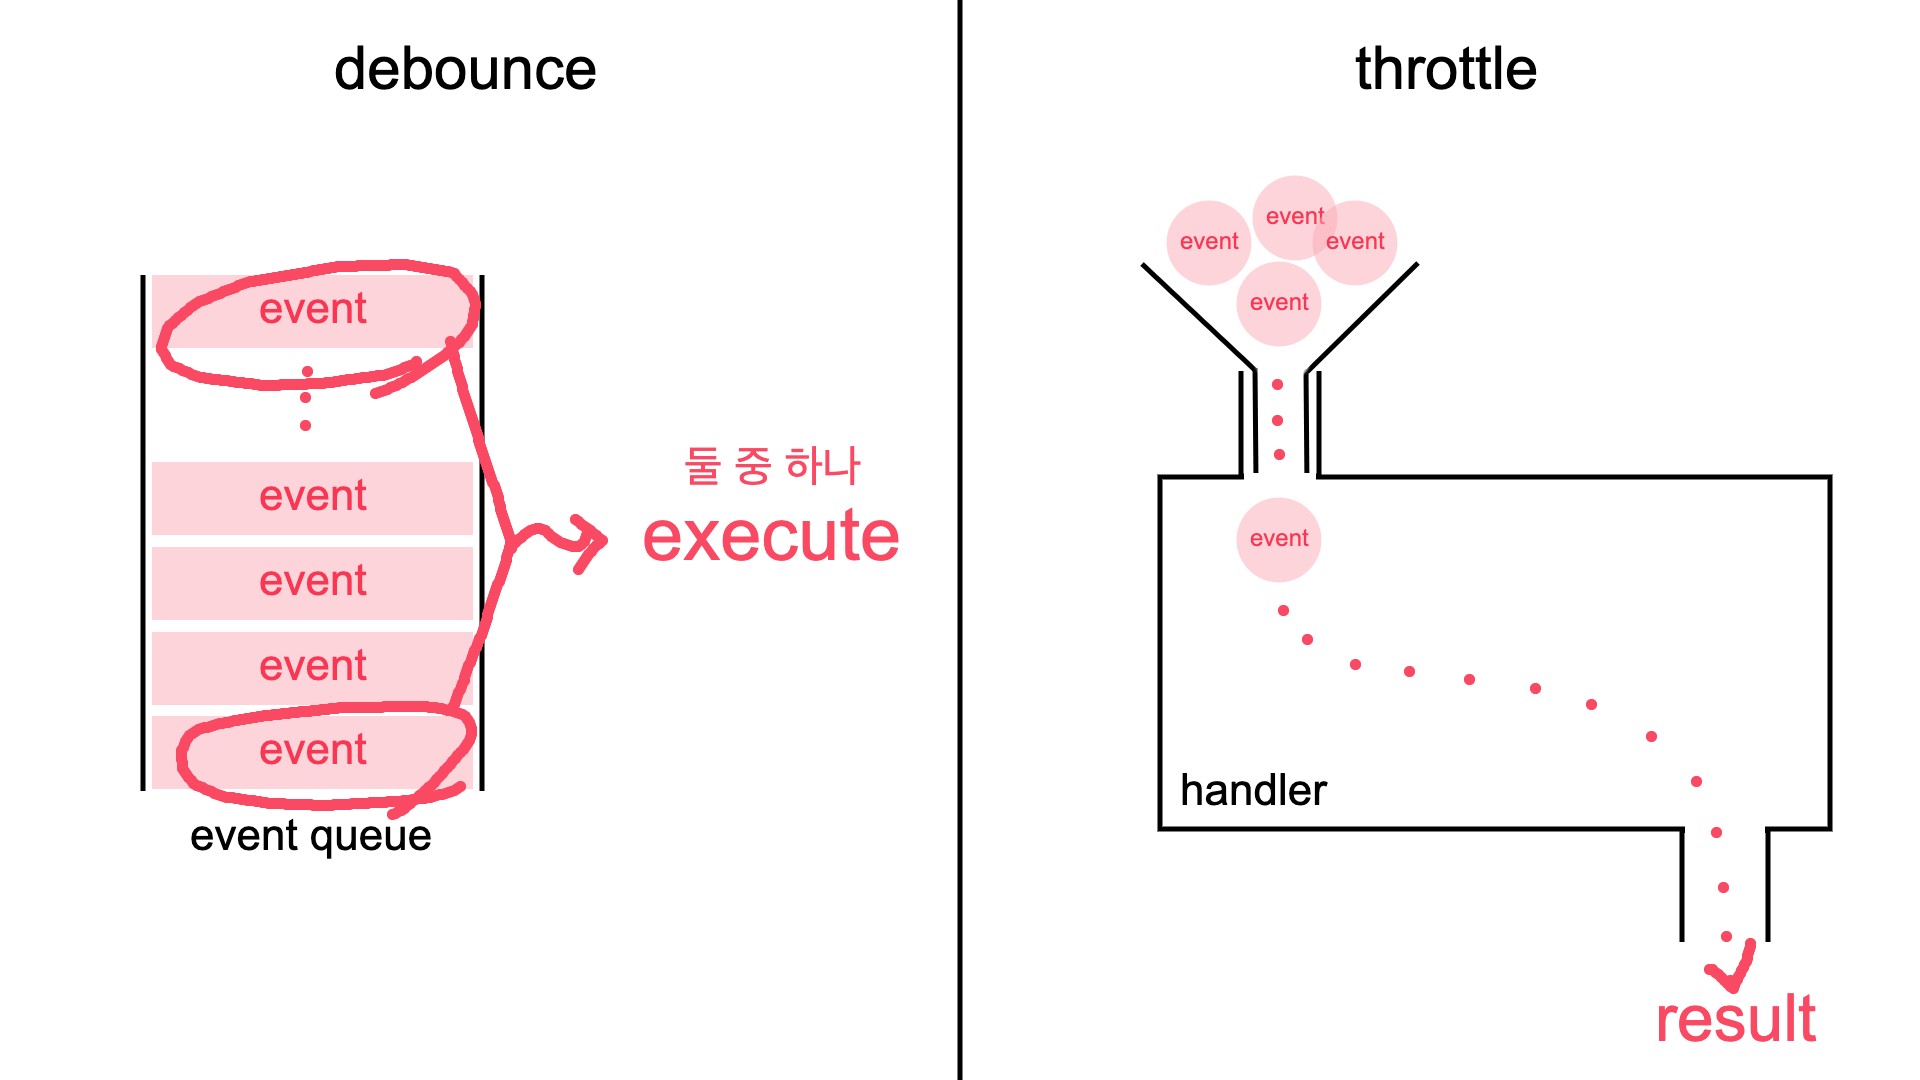 debounce
event
event
event
event
event
event queue
둘 중 하나
execute
throttle
event
event
event
event
event
handler
result